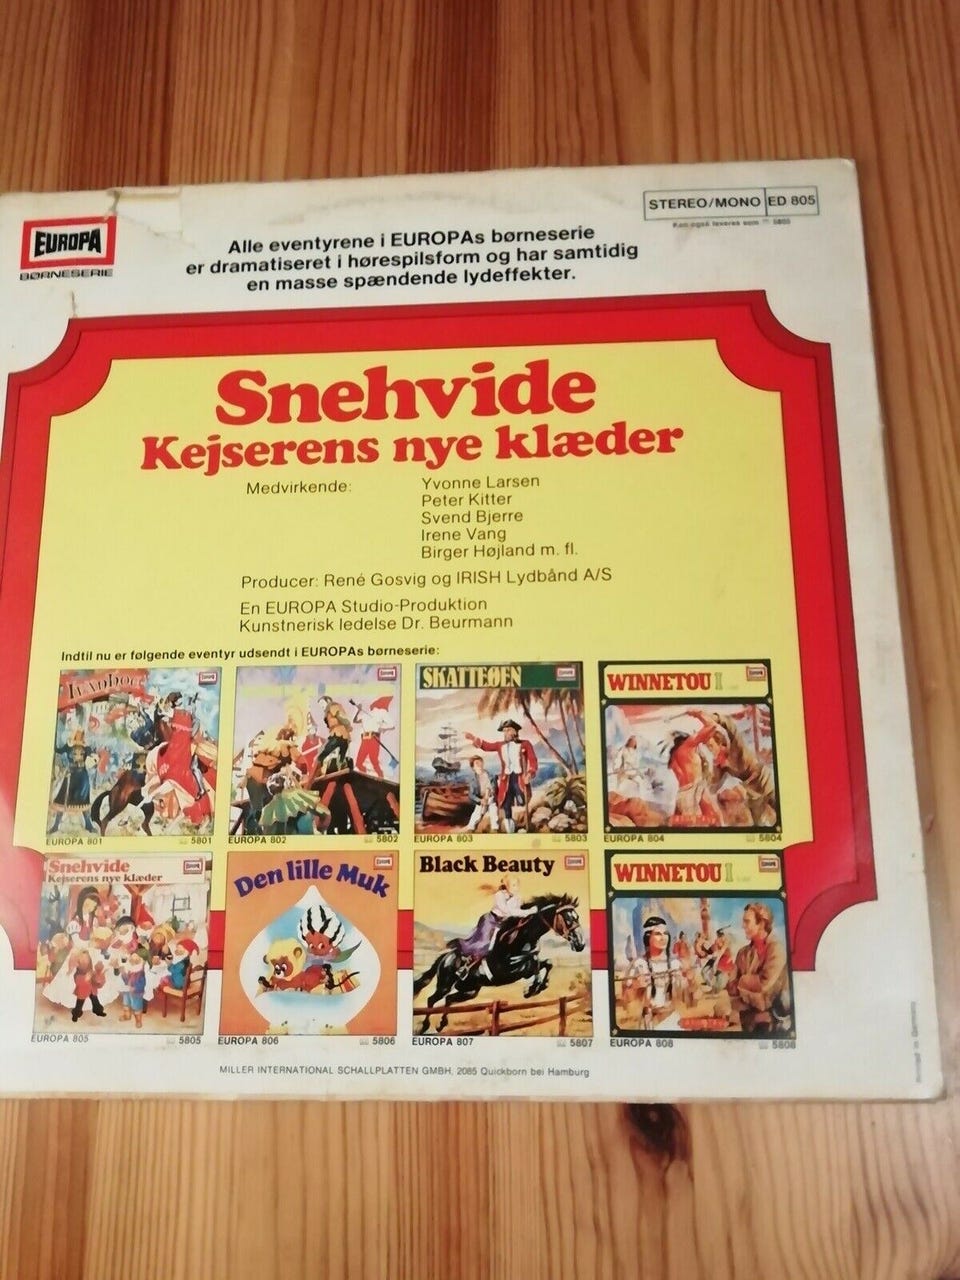 EUROPA
BØRNESERIE
STEREO/MONO ED 805
Kan også leveres som 5805
Alle eventyrene i EUROPAs børneserie
er dramatiseret i hørespilsform og har samtidig
en masse spændende lydeffekter.
Snehvide
Kejserens nye klæder
Medvirkende: Yvonne Larsen
Peter Kitter
Svend Bjerre
Irene Vang
Birger Højland m. fl.
Producer: René Gosvig og IRISH Lydbånd A/S
En EUROPA Studio-Produktion
Kunstnerisk ledelse Dr. Beurmann
Indtil nu er følgende eventyr udsendt i EUROPAs børneserie:
SKATTEØEN
WINNETOU I
EUROPA 801 5801
EUROPA 802 5802
EUROPA 803 5803
EUROPA 804 5804
Snehvide
Kejserens nye klæder
Den lille Muk
Black Beauty
WINNETOU
EUROPA 805 5805
EUROPA 806 5806
EUROPA 807 5807
EUROPA 808 5808
MILLER INTERNATIONAL SCHALLPLATTEN GMBH, 2085 Quickborn bei Hamburg